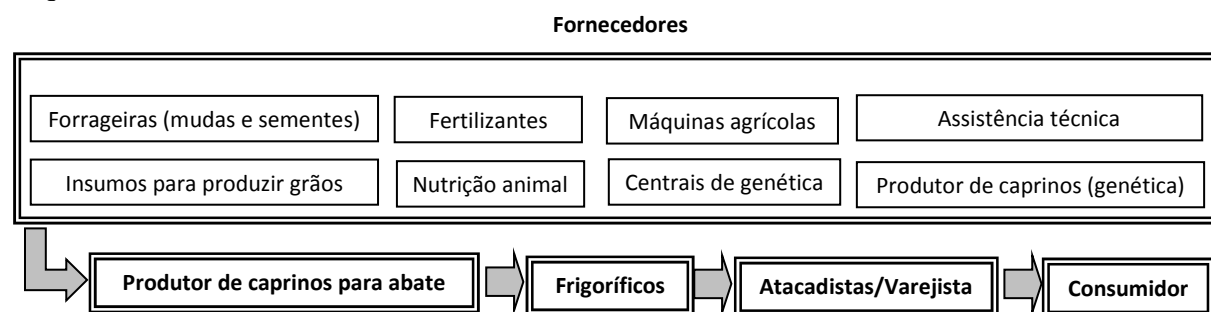 Fornecedores
Forrageiras (mudas e sementes) Fertilizantes Máquinas agrícolas Assistência técnica
Insumos para produzir grãos Nutrição animal Centrais de genética Produtor de caprinos (genética)
Produtor de caprinos para abate Frigoríficos Atacadistas/Varejista Consumidor